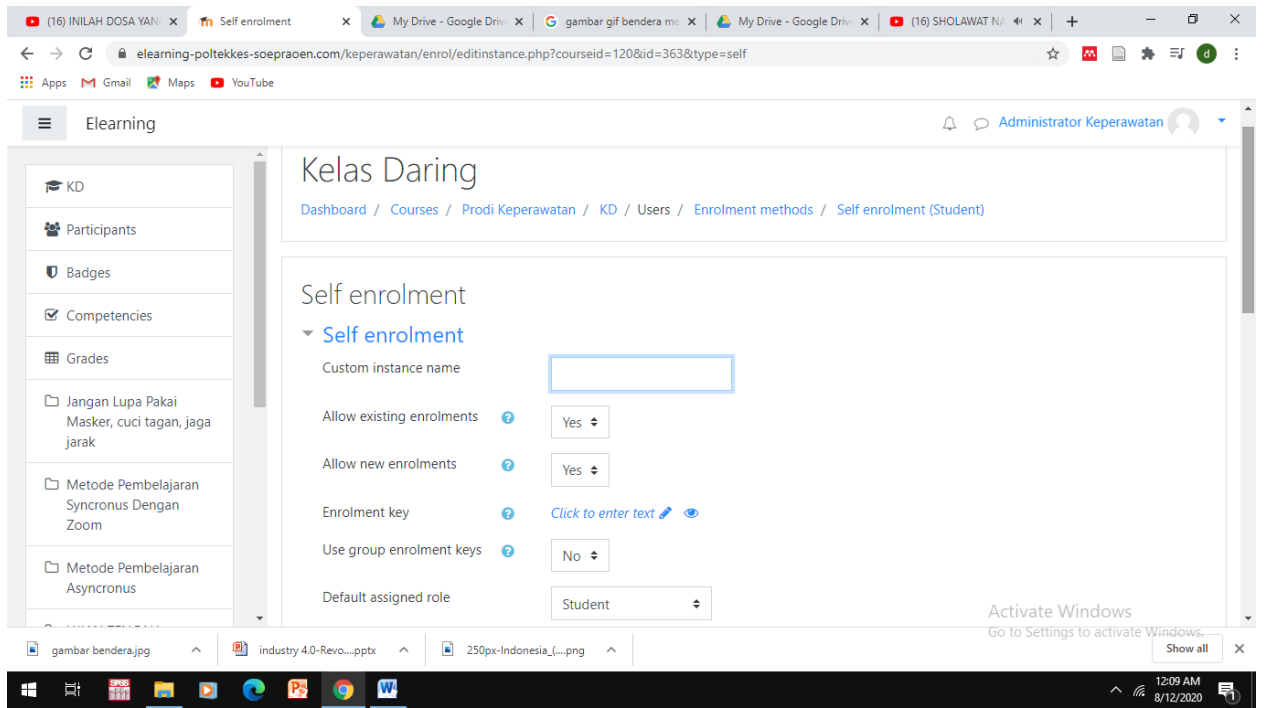 (16) INILAH DOSA YANG
Self enrolment
My Drive - Google Drive
gambar gif bendera me
My Drive - Google Drive
(16) SHOLAWAT NA
elearning-poltekkes-soepraoen.com/keperawatan/enrol/editinstance.php?courseid=120&id=363&type=self
d
Apps
Gmail
Maps
YouTube
Elearning
Administrator Keperawatan
KD
Participants
Badges
Competencies
Grades
Jangan Lupa Pakai
Masker, cuci tagan, jaga
jarak
Metode Pembelajaran
Syncronus Dengan
Zoom
Metode Pembelajaran
Asyncronus
Kelas Daring
Dashboard / Courses / Prodi Keperawatan / KD / Users / Enrolment methods / Self enrolment (Student)
Self enrolment
Self enrolment
Custom instance name
Allow existing enrolments
Yes
Allow new enrolments
Yes
Enrolment key
Click to enter text
Use group enrolment keys
No
Default assigned role
Student
Activate Windows
Go to Settings to activate Windows.
gambar bendera.jpg
industry 4.0-Revo....pptx
250px-Indonesia_(....png
Show all
12:09 AM
8/12/2020